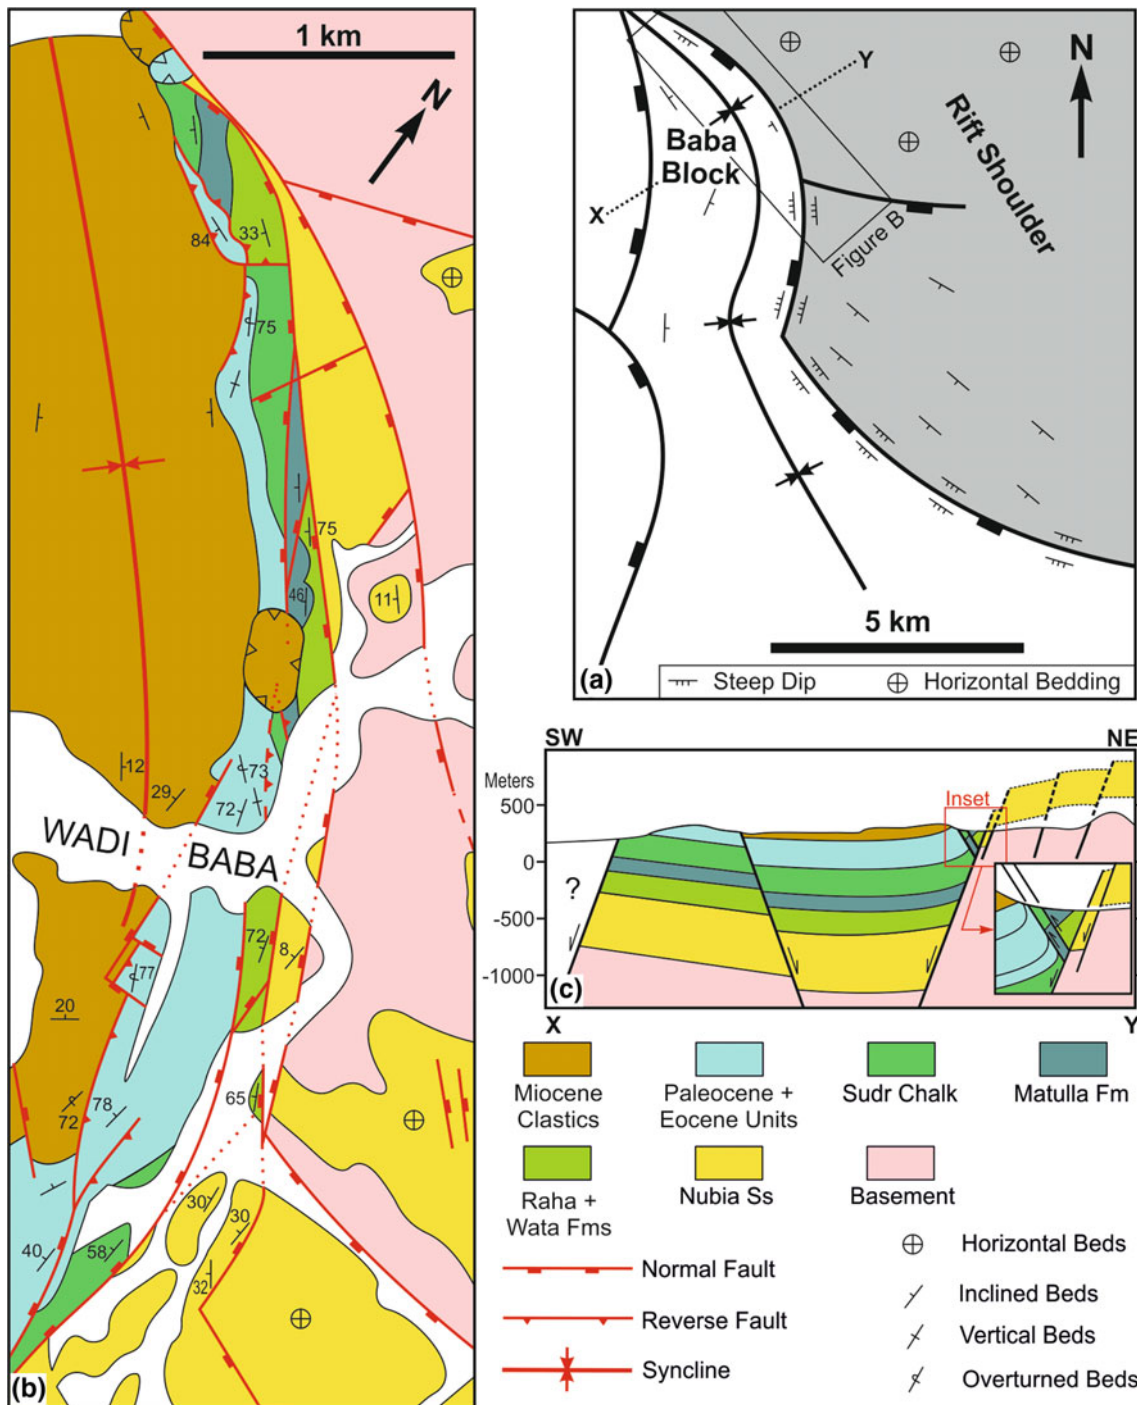 1 km
N
84
33
75
75
46
11
12
29
73
72
WADI
BABA
72
8
77
20
65
72
78
30
30
40
58
32
(b)
N
Y
Rift Shoulder
Baba
Block
X
Figure B
5 km
(a)
Steep Dip
Horizontal Bedding
SW
NE
Meters
500
0
-500
-1000
Inset
?
(c)
X
Y
Miocene
Clastics
Paleocene +
Eocene Units
Sudr Chalk
Matulla Fm
Raha +
Wata Fms
Nubia Ss
Basement
Normal Fault
Reverse Fault
Syncline
Horizontal Beds
Inclined Beds
Vertical Beds
Overturned Beds